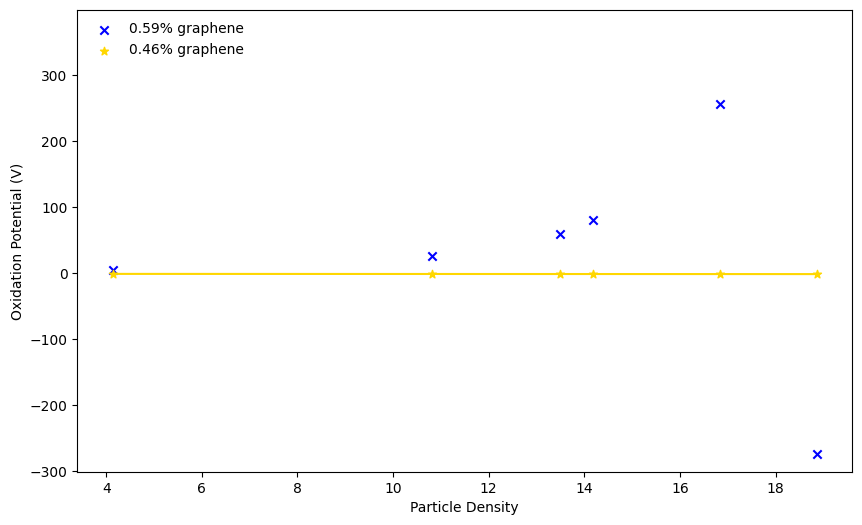 0.59% graphene
0.46% graphene
300
200
100
0
−100
−200
−300
Oxidation Potential (V)
4 6 8 10 12 14 16 18
Particle Density